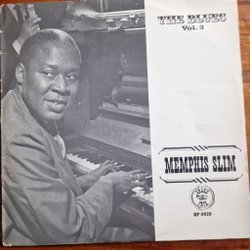 THE BLUES
Vol. 3
MEMPHIS SLIM